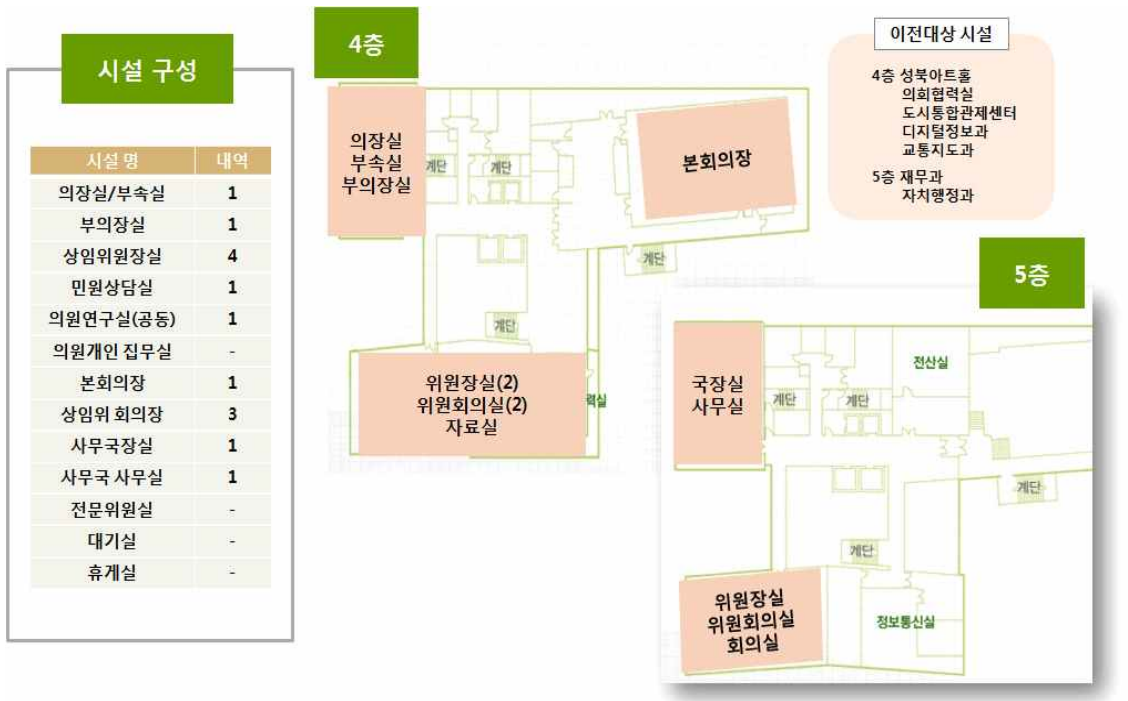 시설 구성
시설 명 내역
의장실/부속실 1
부의장실 1
상임위원장실 4
민원상담실 1
의원연구실(공동) 1
의원개인 집무실 -
본회의장 1
상임위 회의장 3
사무국장실 1
사무국 사무실 1
전문위원실 -
대기실 -
휴게실 -
4층
의장실
부속실
부의장실
계단
계단
본회의장
계단
계단
위원장실(2)
위원회의실(2)
자료실
력실
이전대상 시설
4층 성북아트홀
의회협력실
도시통합관제센터
디지털정보과
교통지도과
5층 재무과
자치행정과
5층
국장실
사무실
계단
계단
전산실
계단
계단
위원장실
위원회의실
회의실
정보통신실